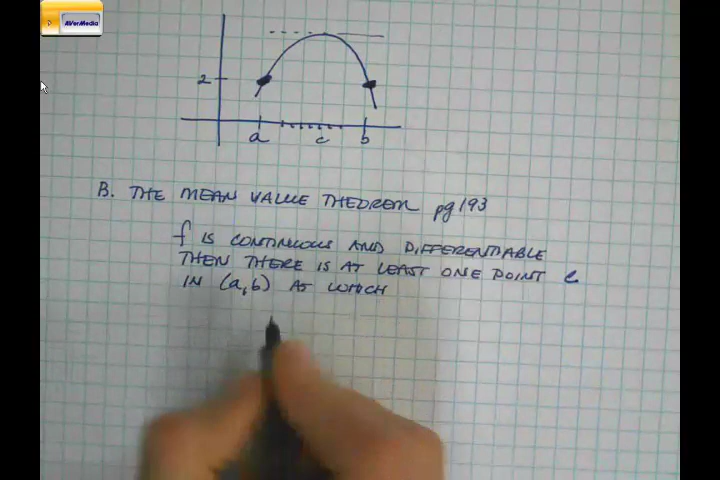 AVerMedia
2
a c b
B. THE MEAN VALUE THEOREM pg 193
f IS CONTINUOUS AND DIFFERENTIABLE
THEN THERE IS AT LEAST ONE POINT c
IN (a,b) AT WHICH